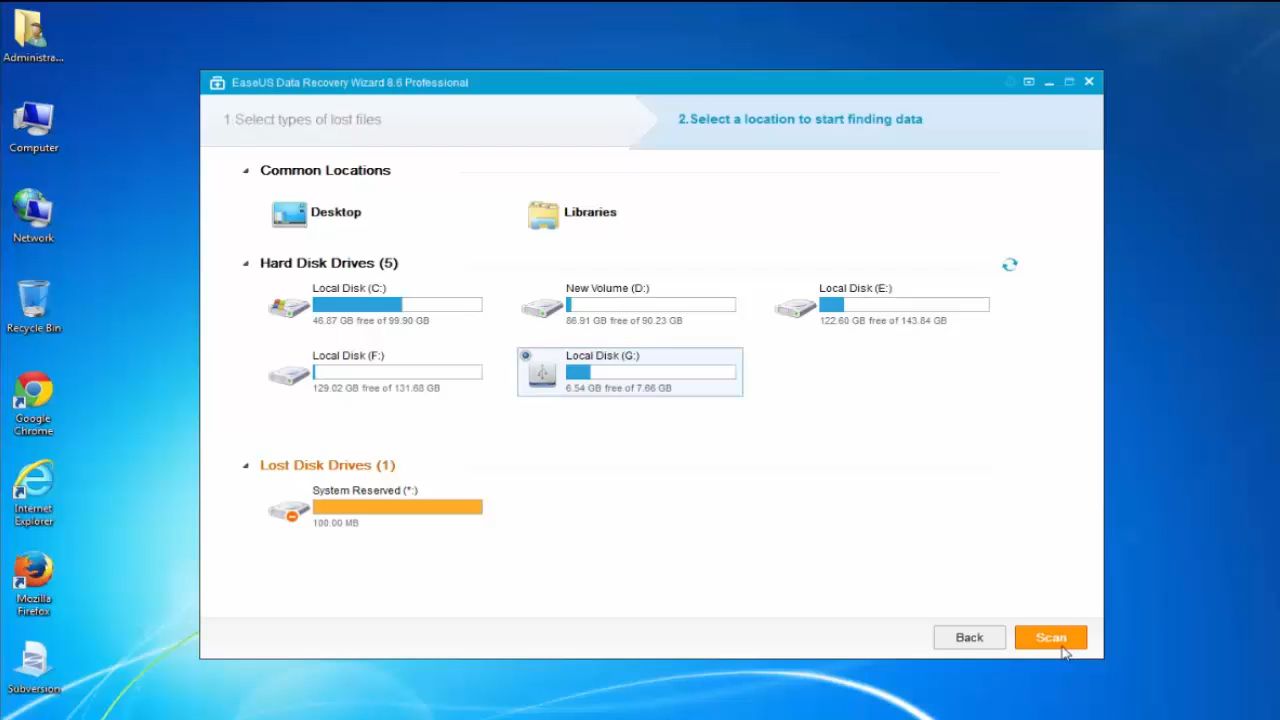 Administra...
Computer
Network
Recycle Bin
Google
Chrome
Internet
Explorer
Mozilla
Firefox
Subversion
EaseUS Data Recovery Wizard 8.6 Professional
1 Select types of lost files
2.Select a location to start finding data
Common Locations
Desktop
Libraries
Hard Disk Drives (5)
Local Disk (C:)
46.87 GB free of 99.90 GB
New Volume (D:)
86.91 GB free of 90.23 GB
Local Disk (E:)
122.60 GB free of 143.84 GB
Local Disk (F:)
129.02 GB free of 131.68 GB
Local Disk (G:)
6.54 GB free of 7.66 GB
Lost Disk Drives (1)
System Reserved (*:)
100.00 MB
Back
Scan